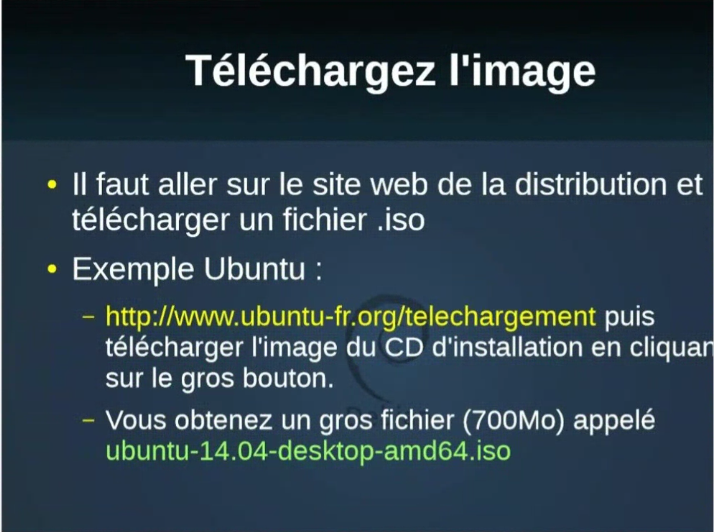 Téléchargez l'image
• Il faut aller sur le site web de la distribution et
télécharger un fichier .iso
• Exemple Ubuntu :
– http://www.ubuntu-fr.org/telechargement puis
télécharger l'image du CD d'installation en cliquan
sur le gros bouton.
– Vous obtenez un gros fichier (700Mo) appelé
ubuntu-14.04-desktop-amd64.iso